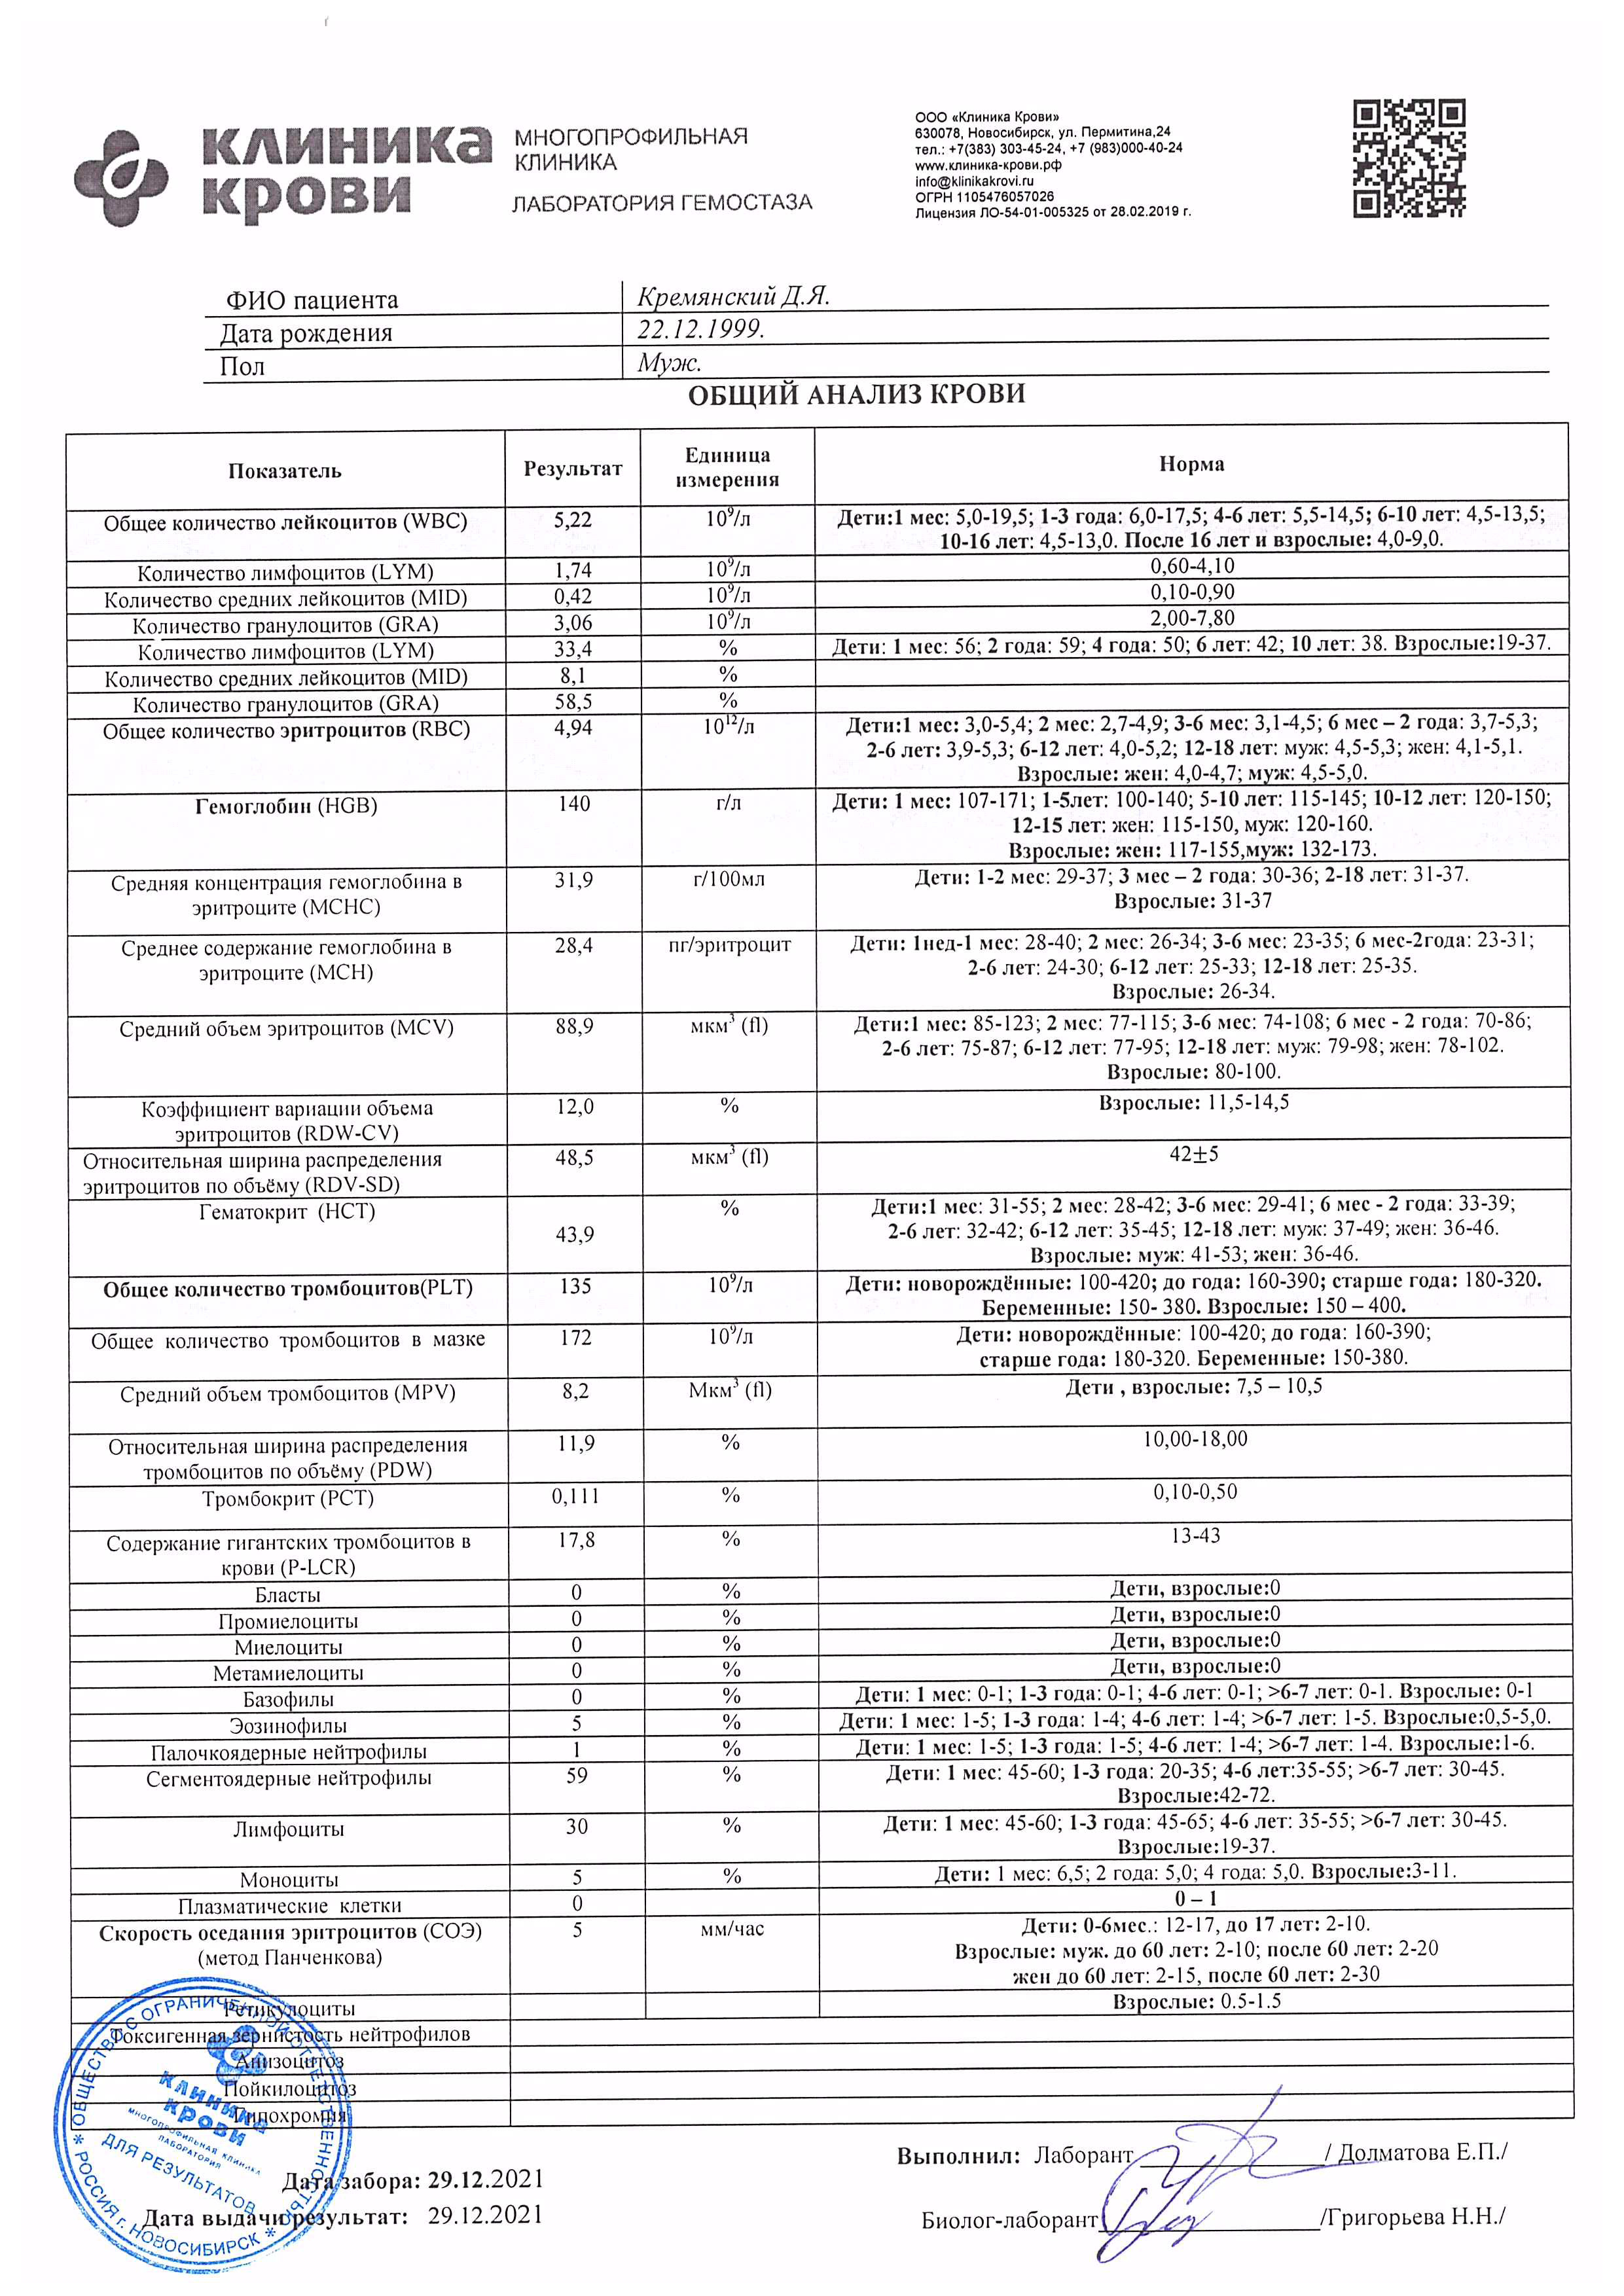 клиника
крови
МНОГОПРОФИЛЬНАЯ
КЛИНИКА
ЛАБОРАТОРИЯ ГЕМОСТАЗА
ООО «Клиника Крови»
630078, Новосибирск, ул. Пермитина,24
тел.: +7(383) 303-45-24, +7 (983)000-40-24
www.клиника-крови.рф
info@klinikakrovi.ru
ОГРН 1105476057026
Лицензия ЛО-54-01-005325 от 28.02.2019 г.
ФИО пациента Кремянский Д.Я.
Дата рождения 22.12.1999.
Пол Муж.
ОБЩИЙ АНАЛИЗ КРОВИ
Показатель Результат Единица измерения Норма
Общее количество лейкоцитов (WBC) 5,22 10⁹/л Дети:1 мес: 5,0-19,5; 1-3 года: 6,0-17,5; 4-6 лет: 5,5-14,5; 6-10 лет: 4,5-13,5;
10-16 лет: 4,5-13,0. После 16 лет и взрослые: 4,0-9,0.
Количество лимфоцитов (LYM) 1,74 10⁹/л 0,60-4,10
Количество средних лейкоцитов (MID) 0,42 10⁹/л 0,10-0,90
Количество гранулоцитов (GRA) 3,06 10⁹/л 2,00-7,80
Количество лимфоцитов (LYM) 33,4 % Дети: 1 мес: 56; 2 года: 59; 4 года: 50; 6 лет: 42; 10 лет: 38. Взрослые:19-37.
Количество средних лейкоцитов (MID) 8,1 %
Количество гранулоцитов (GRA) 58,5 %
Общее количество эритроцитов (RBC) 4,94 10¹²/л Дети:1 мес: 3,0-5,4; 2 мес: 2,7-4,9; 3-6 мес: 3,1-4,5; 6 мес – 2 года: 3,7-5,3;
2-6 лет: 3,9-5,3; 6-12 лет: 4,0-5,2; 12-18 лет: муж: 4,5-5,3; жен: 4,1-5,1.
Взрослые: жен: 4,0-4,7; муж: 4,5-5,0.
Гемоглобин (HGB) 140 г/л Дети: 1 мес: 107-171; 1-5лет: 100-140; 5-10 лет: 115-145; 10-12 лет: 120-150;
12-15 лет: жен: 115-150, муж: 120-160.
Взрослые: жен: 117-155,муж: 132-173.
Средняя концентрация гемоглобина в 31,9 г/100мл Дети: 1-2 мес: 29-37; 3 мес – 2 года: 30-36; 2-18 лет: 31-37.
эритроците (MCHC) Взрослые: 31-37
Среднее содержание гемоглобина в 28,4 пг/эритроцит Дети: 1нед-1 мес: 28-40; 2 мес: 26-34; 3-6 мес: 23-35; 6 мес-2года: 23-31;
эритроците (MCH) 2-6 лет: 24-30; 6-12 лет: 25-33; 12-18 лет: 25-35.
Взрослые: 26-34.
Средний объем эритроцитов (MCV) 88,9 мкм³ (fl) Дети:1 мес: 85-123; 2 мес: 77-115; 3-6 мес: 74-108; 6 мес - 2 года: 70-86;
2-6 лет: 75-87; 6-12 лет: 77-95; 12-18 лет: муж: 79-98; жен: 78-102.
Взрослые: 80-100.
Коэффициент вариации объема 12,0 % Взрослые: 11,5-14,5
эритроцитов (RDW-CV)
Относительная ширина распределения 48,5 мкм³ (fl) 42±5
эритроцитов по объёму (RDV-SD)
Гематокрит (HCT) 43,9 % Дети:1 мес: 31-55; 2 мес: 28-42; 3-6 мес: 29-41; 6 мес - 2 года: 33-39;
2-6 лет: 32-42; 6-12 лет: 35-45; 12-18 лет: муж: 37-49; жен: 36-46.
Взрослые: муж: 41-53; жен: 36-46.
Общее количество тромбоцитов(PLT) 135 10⁹/л Дети: новорождённые: 100-420; до года: 160-390; старше года: 180-320.
Беременные: 150- 380. Взрослые: 150 – 400.
Общее количество тромбоцитов в мазке 172 10⁹/л Дети: новорождённые: 100-420; до года: 160-390;
старше года: 180-320. Беременные: 150-380.
Средний объем тромбоцитов (MPV) 8,2 Мкм³ (fl) Дети , взрослые: 7,5 – 10,5
Относительная ширина распределения 11,9 % 10,00-18,00
тромбоцитов по объёму (PDW)
Тромбокрит (PCT) 0,111 % 0,10-0,50
Содержание гигантских тромбоцитов в 17,8 % 13-43
крови (P-LCR)
Бласты 0 % Дети, взрослые:0
Промиелоциты 0 % Дети, взрослые:0
Миелоциты 0 % Дети, взрослые:0
Метамиелоциты 0 % Дети, взрослые:0
Базофилы 0 % Дети: 1 мес: 0-1; 1-3 года: 0-1; 4-6 лет: 0-1; >6-7 лет: 0-1. Взрослые: 0-1
Эозинофилы 5 % Дети: 1 мес: 1-5; 1-3 года: 1-4; 4-6 лет: 1-4; >6-7 лет: 1-5. Взрослые:0,5-5,0.
Палочкоядерные нейтрофилы 1 % Дети: 1 мес: 1-5; 1-3 года: 1-5; 4-6 лет: 1-4; >6-7 лет: 1-4. Взрослые:1-6.
Сегментоядерные нейтрофилы 59 % Дети: 1 мес: 45-60; 1-3 года: 20-35; 4-6 лет:35-55; >6-7 лет: 30-45.
Взрослые:42-72.
Лимфоциты 30 % Дети: 1 мес: 45-60; 1-3 года: 45-65; 4-6 лет: 35-55; >6-7 лет: 30-45.
Взрослые:19-37.
Моноциты 5 % Дети: 1 мес: 6,5; 2 года: 5,0; 4 года: 5,0. Взрослые:3-11.
Плазматические клетки 0 0 – 1
Скорость оседания эритроцитов (СОЭ) 5 мм/час Дети: 0-6мес.: 12-17, до 17 лет: 2-10.
(метод Панченкова) Взрослые: муж. до 60 лет: 2-10; после 60 лет: 2-20
жен до 60 лет: 2-15, после 60 лет: 2-30
Ретикулоциты Взрослые: 0.5-1.5
Токсигенная зернистость нейтрофилов
Анизоцитоз
Пойкилоцитоз
Гипохромия
ОБЩЕСТВО С ОГРАНИЧЕННОЙ ОТВЕТСТВЕННОСТЬЮ
РОССИЯ г. НОВОСИБИРСК
клиника
крови
МНОГОПРОФИЛЬНАЯ КЛИНИКА
ЛАБОРАТОРИЯ
ДЛЯ РЕЗУЛЬТАТОВ
Выполнил: Лаборант / Долматова Е.П./
Дата забора: 29.12.2021
Дата выдачи результат: 29.12.2021
Биолог-лаборант /Григорьева Н.Н./